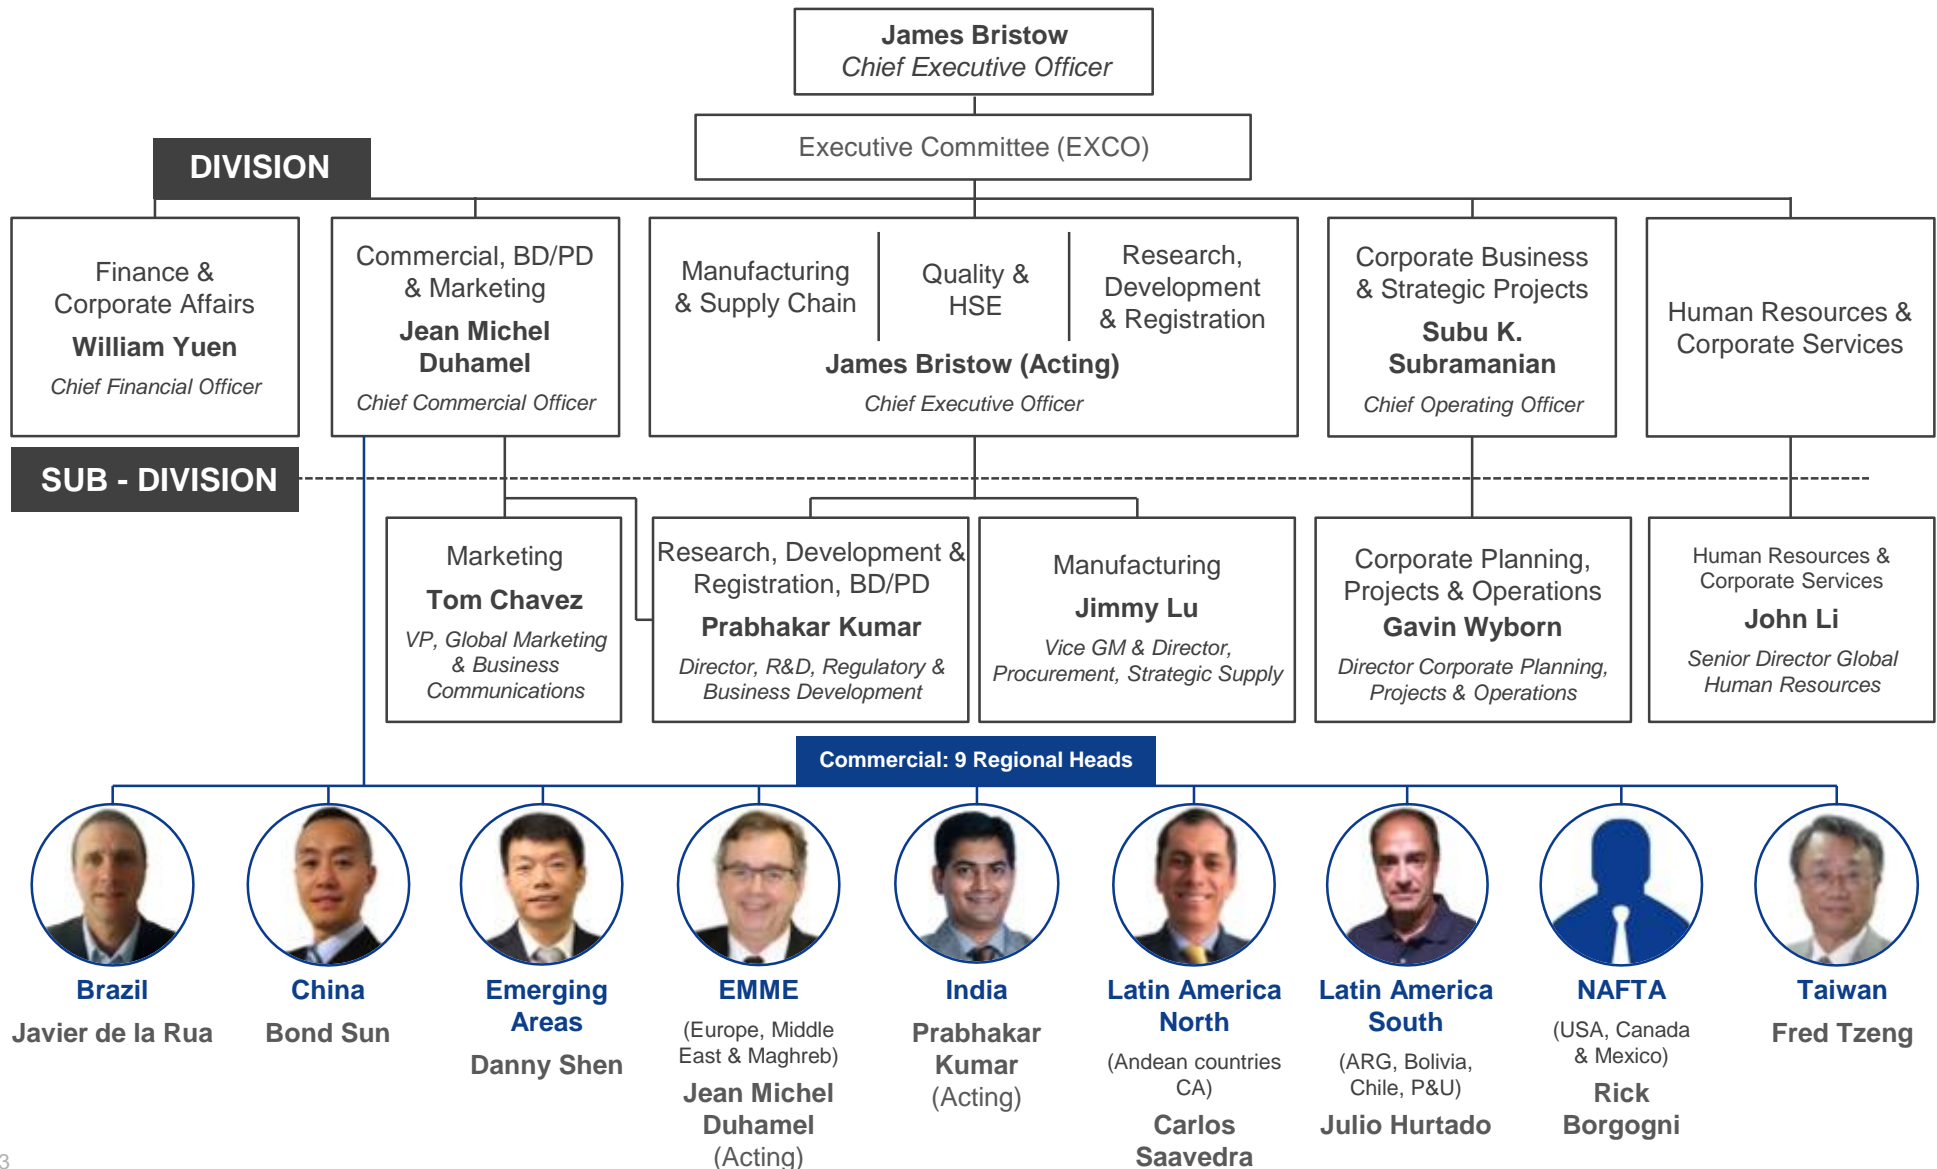 James Bristow
Chief Executive Officer
Executive Committee (EXCO)
DIVISION
Finance &
Corporate Affairs
William Yuen
Chief Financial Officer
Commercial, BD/PD
& Marketing
Jean Michel
Duhamel
Chief Commercial Officer
Manufacturing
& Supply Chain
Quality &
HSE
Research,
Development
& Registration
James Bristow (Acting)
Chief Executive Officer
Corporate Business
& Strategic Projects
Subu K.
Subramanian
Chief Operating Officer
Human Resources &
Corporate Services
SUB - DIVISION
Marketing
Tom Chavez
VP, Global Marketing
& Business
Communications
Research, Development &
Registration, BD/PD
Prabhakar Kumar
Director, R&D, Regulatory &
Business Development
Manufacturing
Jimmy Lu
Vice GM & Director,
Procurement, Strategic Supply
Corporate Planning,
Projects & Operations
Gavin Wyborn
Director Corporate Planning,
Projects & Operations
Human Resources &
Corporate Services
John Li
Senior Director Global
Human Resources
Commercial: 9 Regional Heads
Brazil
Javier de la Rua
China
Bond Sun
Emerging
Areas
Danny Shen
EMME
(Europe, Middle
East & Maghreb)
Jean Michel
Duhamel
(Acting)
India
Prabhakar
Kumar
(Acting)
Latin America
North
(Andean countries
CA)
Carlos
Saavedra
Latin America
South
(ARG, Bolivia,
Chile, P&U)
Julio Hurtado
NAFTA
(USA, Canada
& Mexico)
Rick
Borgogni
Taiwan
Fred Tzeng
3